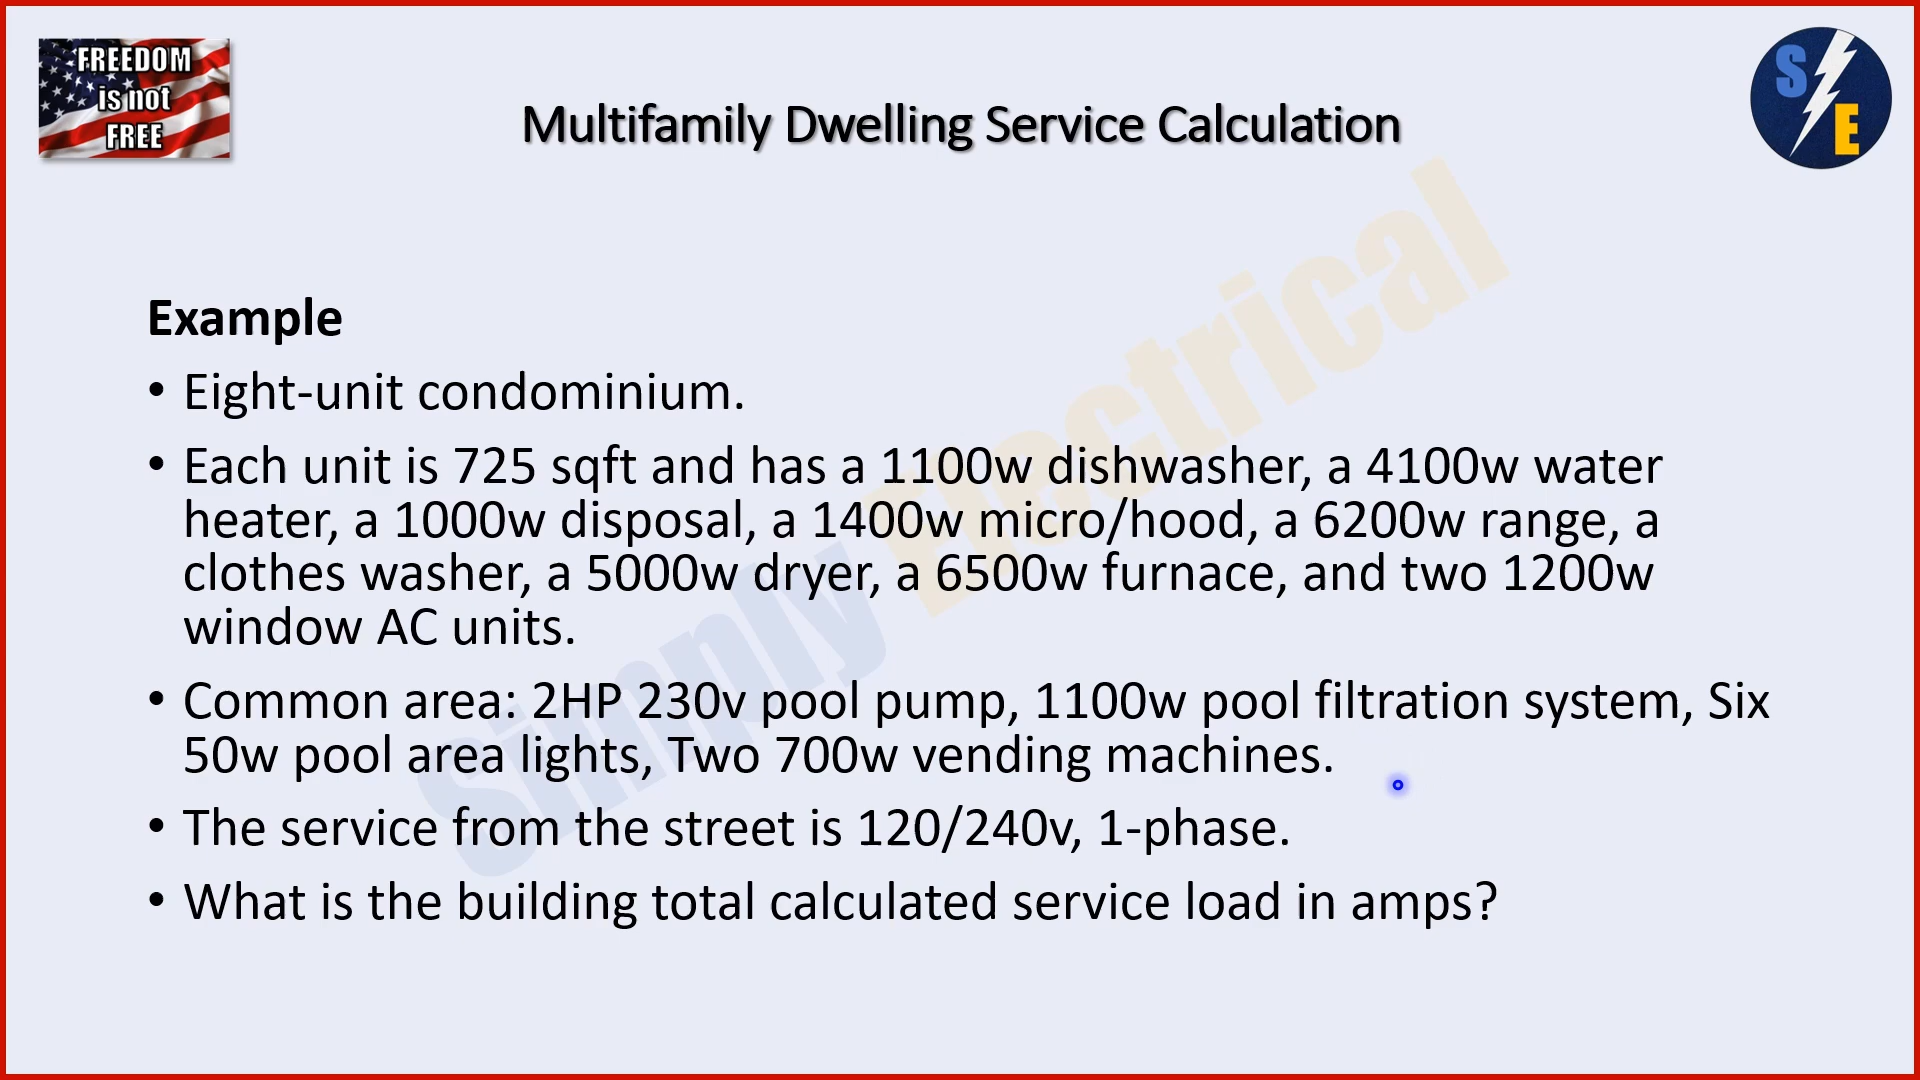 FREEDOM
is not
FREE
S
E
Multifamily Dwelling Service Calculation
Simply Electrical
Example
• Eight-unit condominium.
• Each unit is 725 sqft and has a 1100w dishwasher, a 4100w water
heater, a 1000w disposal, a 1400w micro/hood, a 6200w range, a
clothes washer, a 5000w dryer, a 6500w furnace, and two 1200w
window AC units.
• Common area: 2HP 230v pool pump, 1100w pool filtration system, Six
50w pool area lights, Two 700w vending machines.
• The service from the street is 120/240v, 1-phase.
• What is the building total calculated service load in amps?